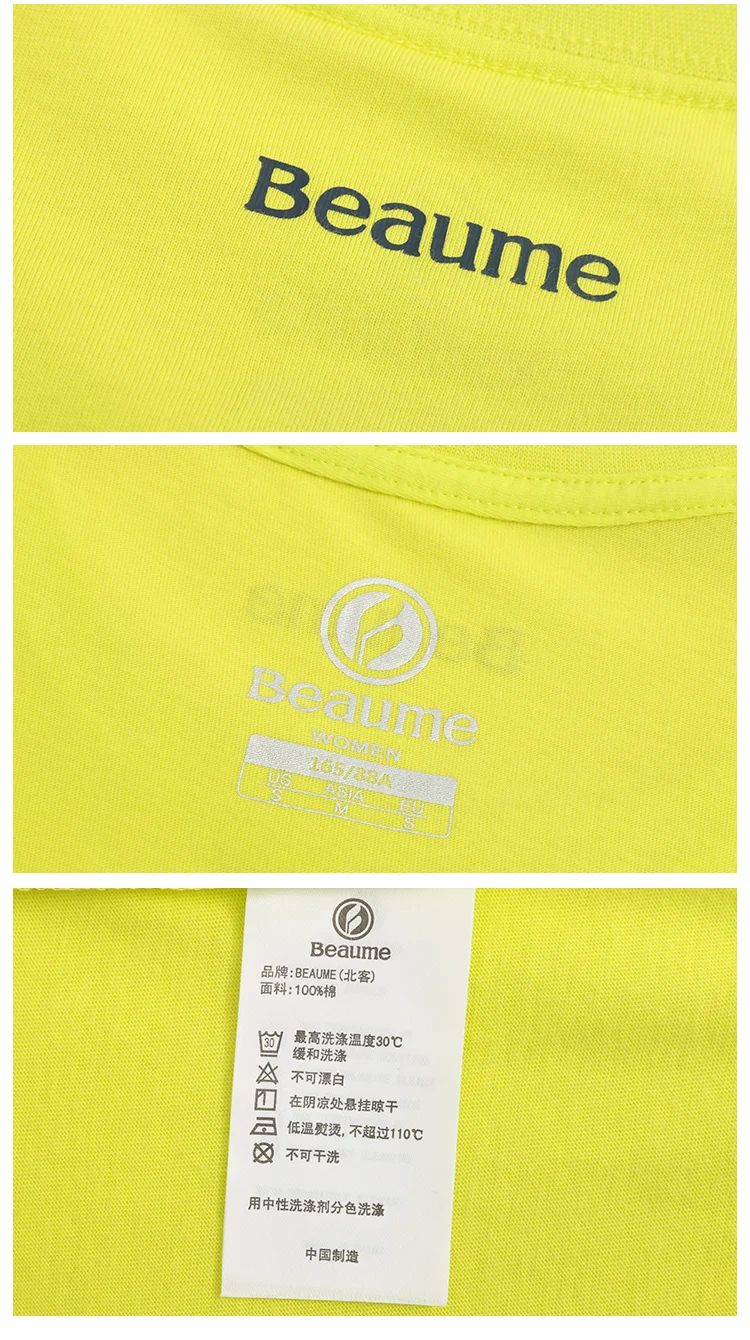 Beaume
Beaume
WOMEN
165/88A
US ASIA EU
S M S
Beaume
品牌:BEAUME(北客)
面料:100%棉
30 最高洗涤温度30℃
缓和洗涤
不可漂白
在阴凉处悬挂晾干
低温熨烫,不超过110℃
不可干洗
用中性洗涤剂分色洗涤
中国制造